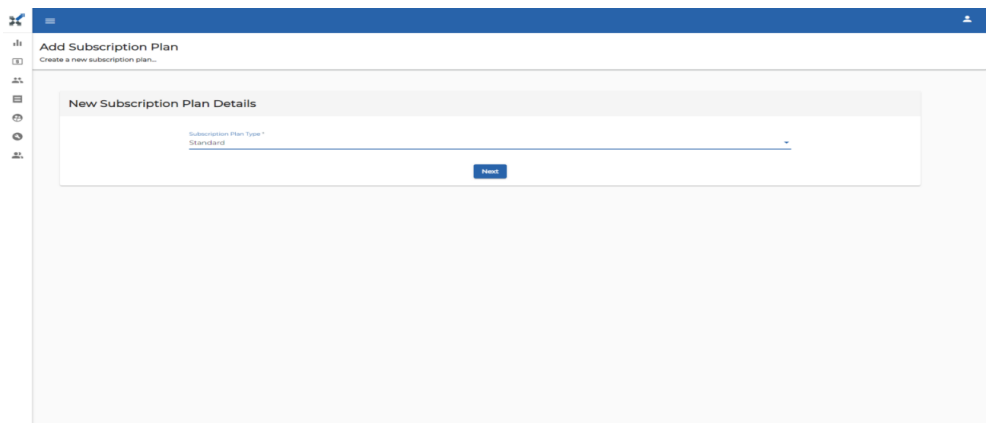 Add Subscription Plan
Create a new subscription plan...
New Subscription Plan Details
Subscription Plan Type *
Standard
Next